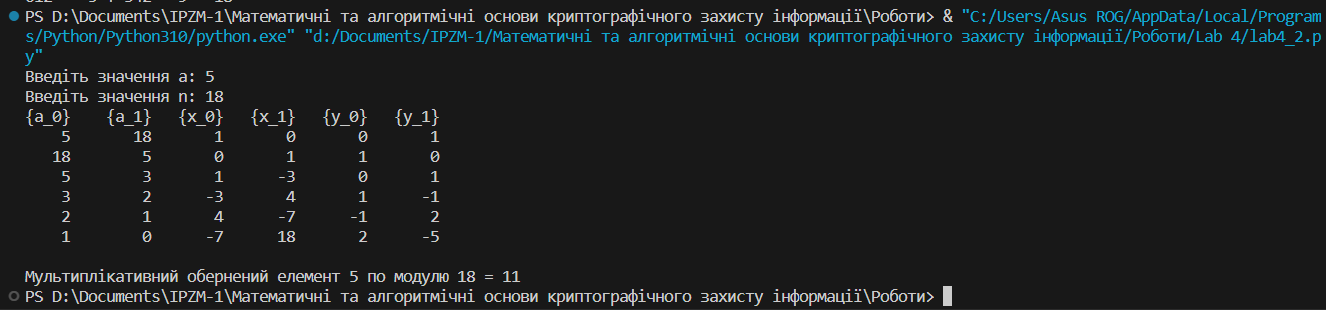 PS D:\Documents\IPZM-1\Математичні та алгоритмічні основи криптографічного захисту інформації\Роботи> & "C:/Users/Asus ROG/AppData/Local/Program
s/Python/Python310/python.exe" "d:/Documents/IPZM-1/Математичні та алгоритмічні основи криптографічного захисту інформації/Роботи/Lab 4/lab4_2.p
y"
Введіть значення a: 5
Введіть значення n: 18
{a_0} {a_1} {x_0} {x_1} {y_0} {y_1}
5 18 1 0 0 1
18 5 0 1 1 0
5 3 1 -3 0 1
3 2 -3 4 1 -1
2 1 4 -7 -1 2
1 0 -7 18 2 -5
Мультиплікативний обернений елемент 5 по модулю 18 = 11
PS D:\Documents\IPZM-1\Математичні та алгоритмічні основи криптографічного захисту інформації\Роботи>